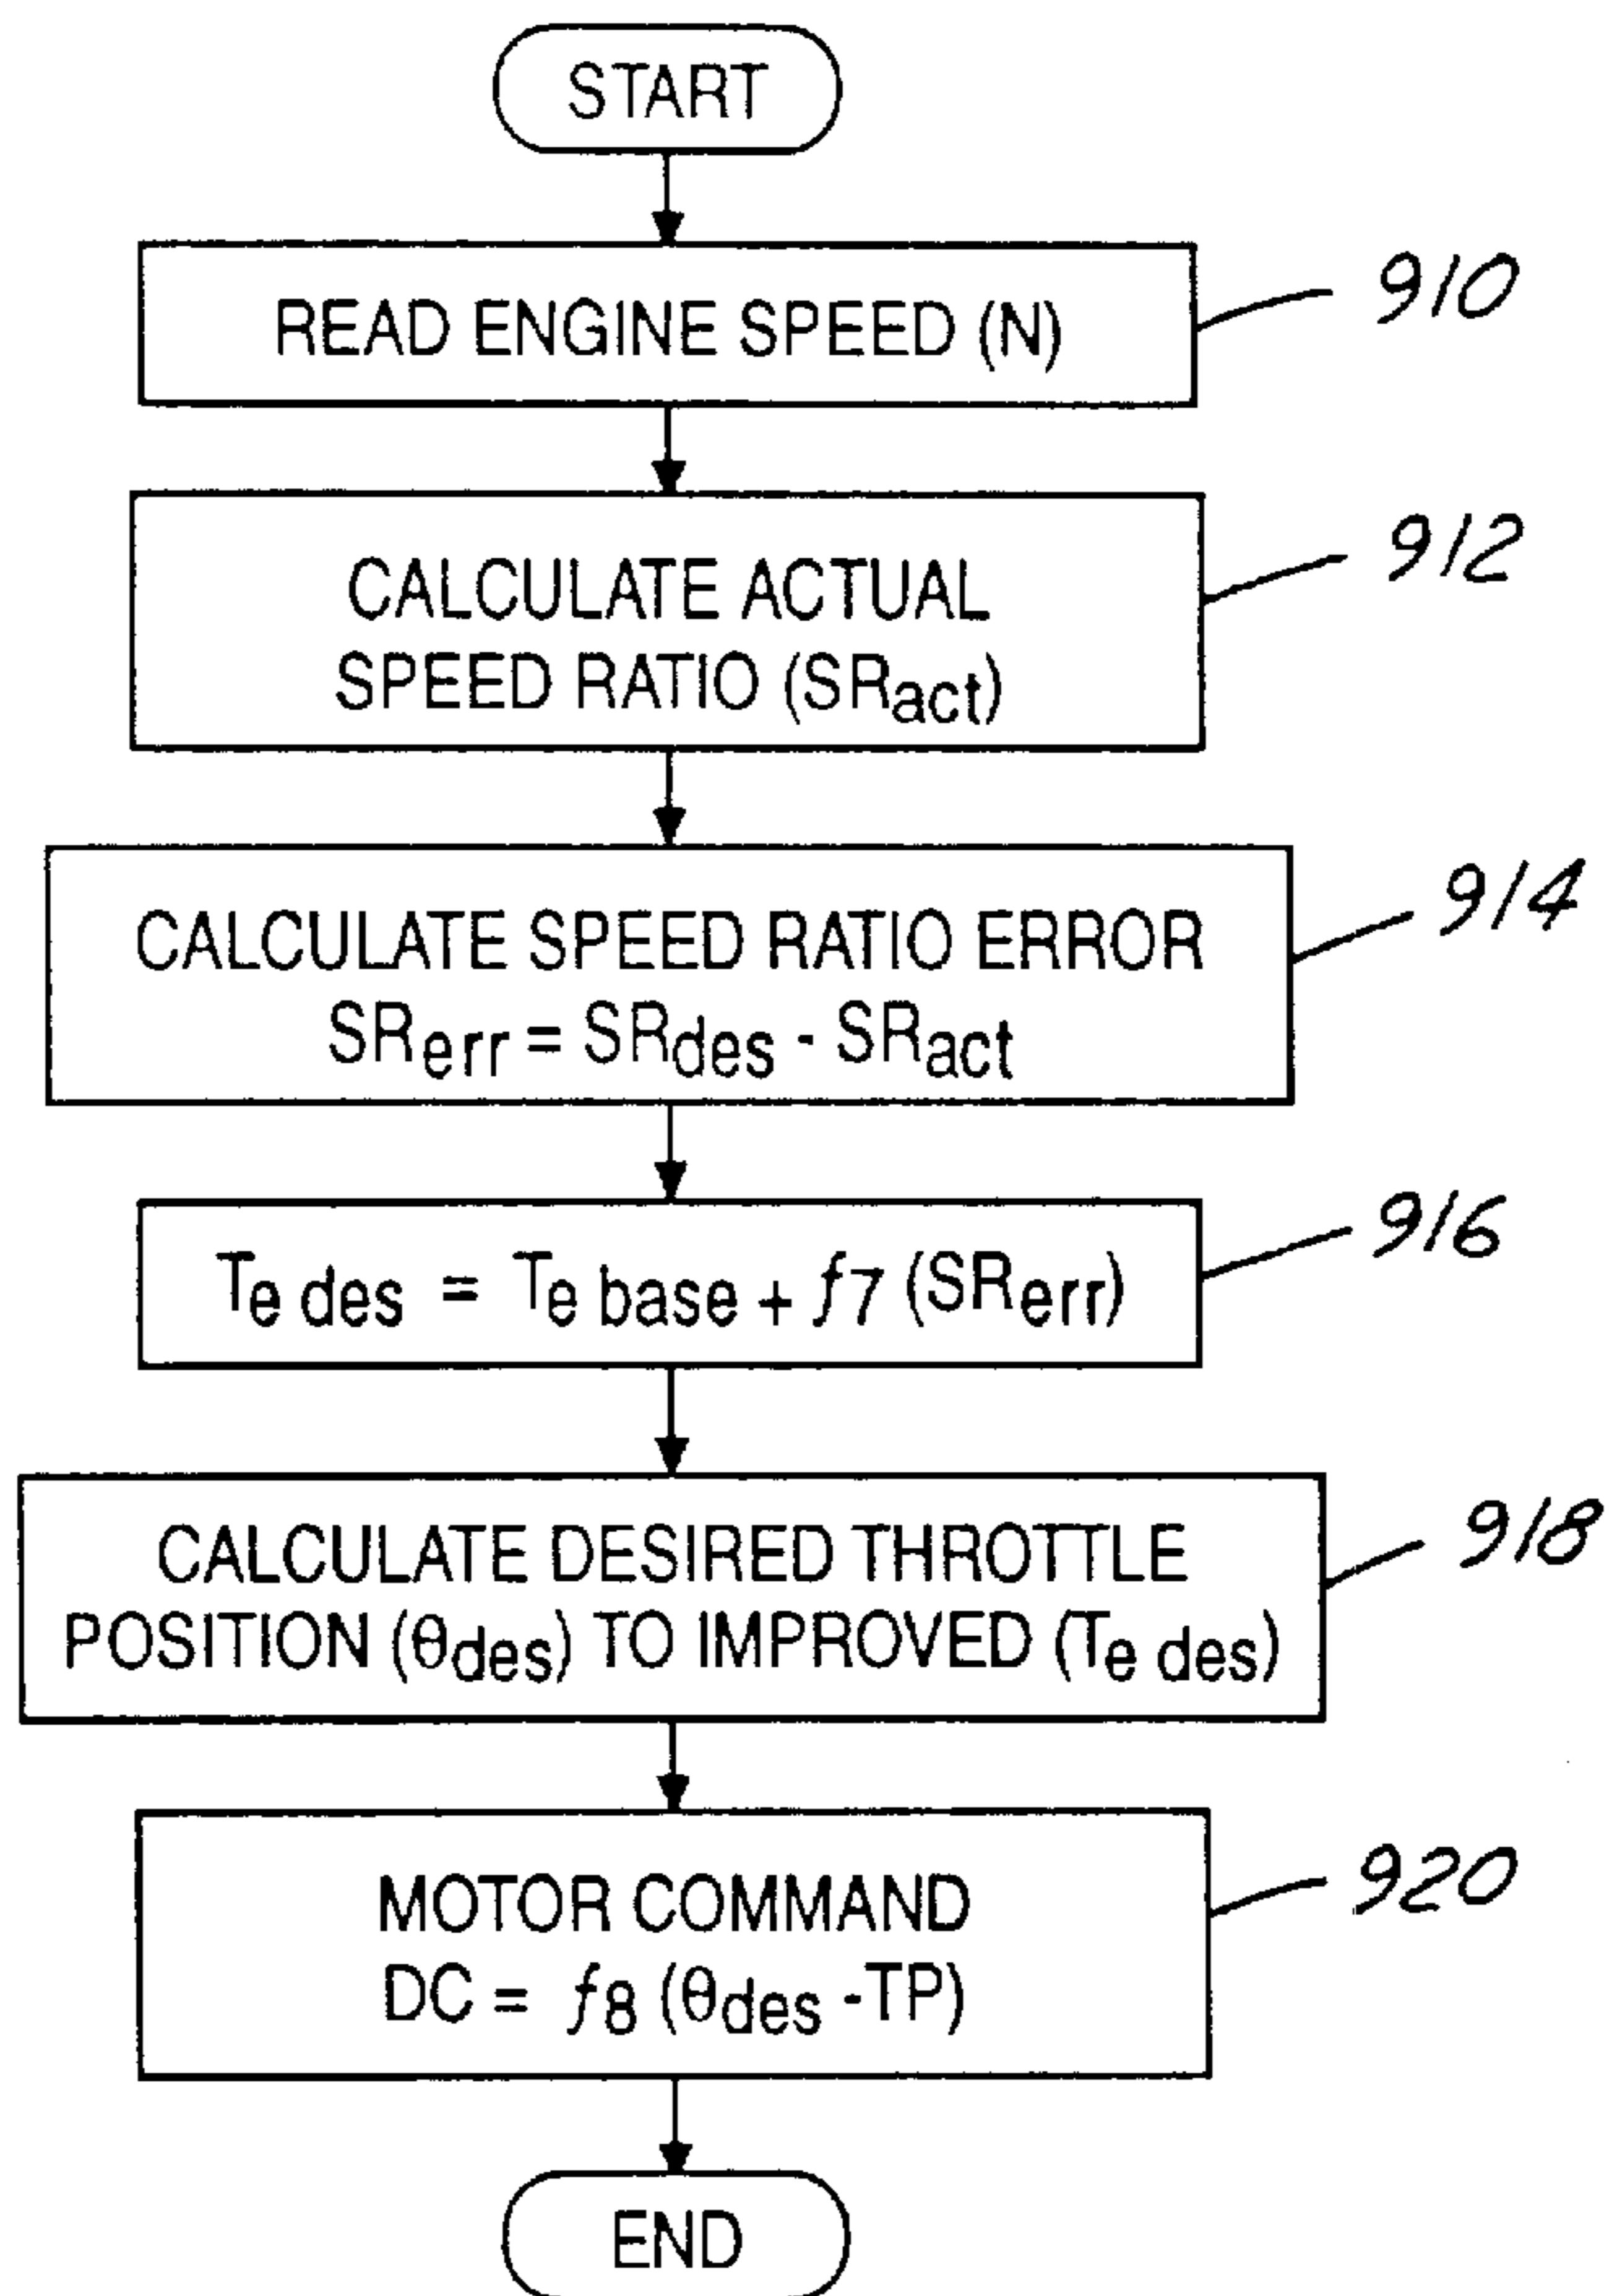 START
READ ENGINE SPEED (N)
910
CALCULATE ACTUAL
SPEED RATIO (SRact)
912
CALCULATE SPEED RATIO ERROR
SRerr = SRdes - SRact
914
Te des = Te base + f7 (SRerr)
916
CALCULATE DESIRED THROTTLE
POSITION (θdes) TO IMPROVED (Te des)
918
MOTOR COMMAND
DC = f8 (θdes -TP)
920
END